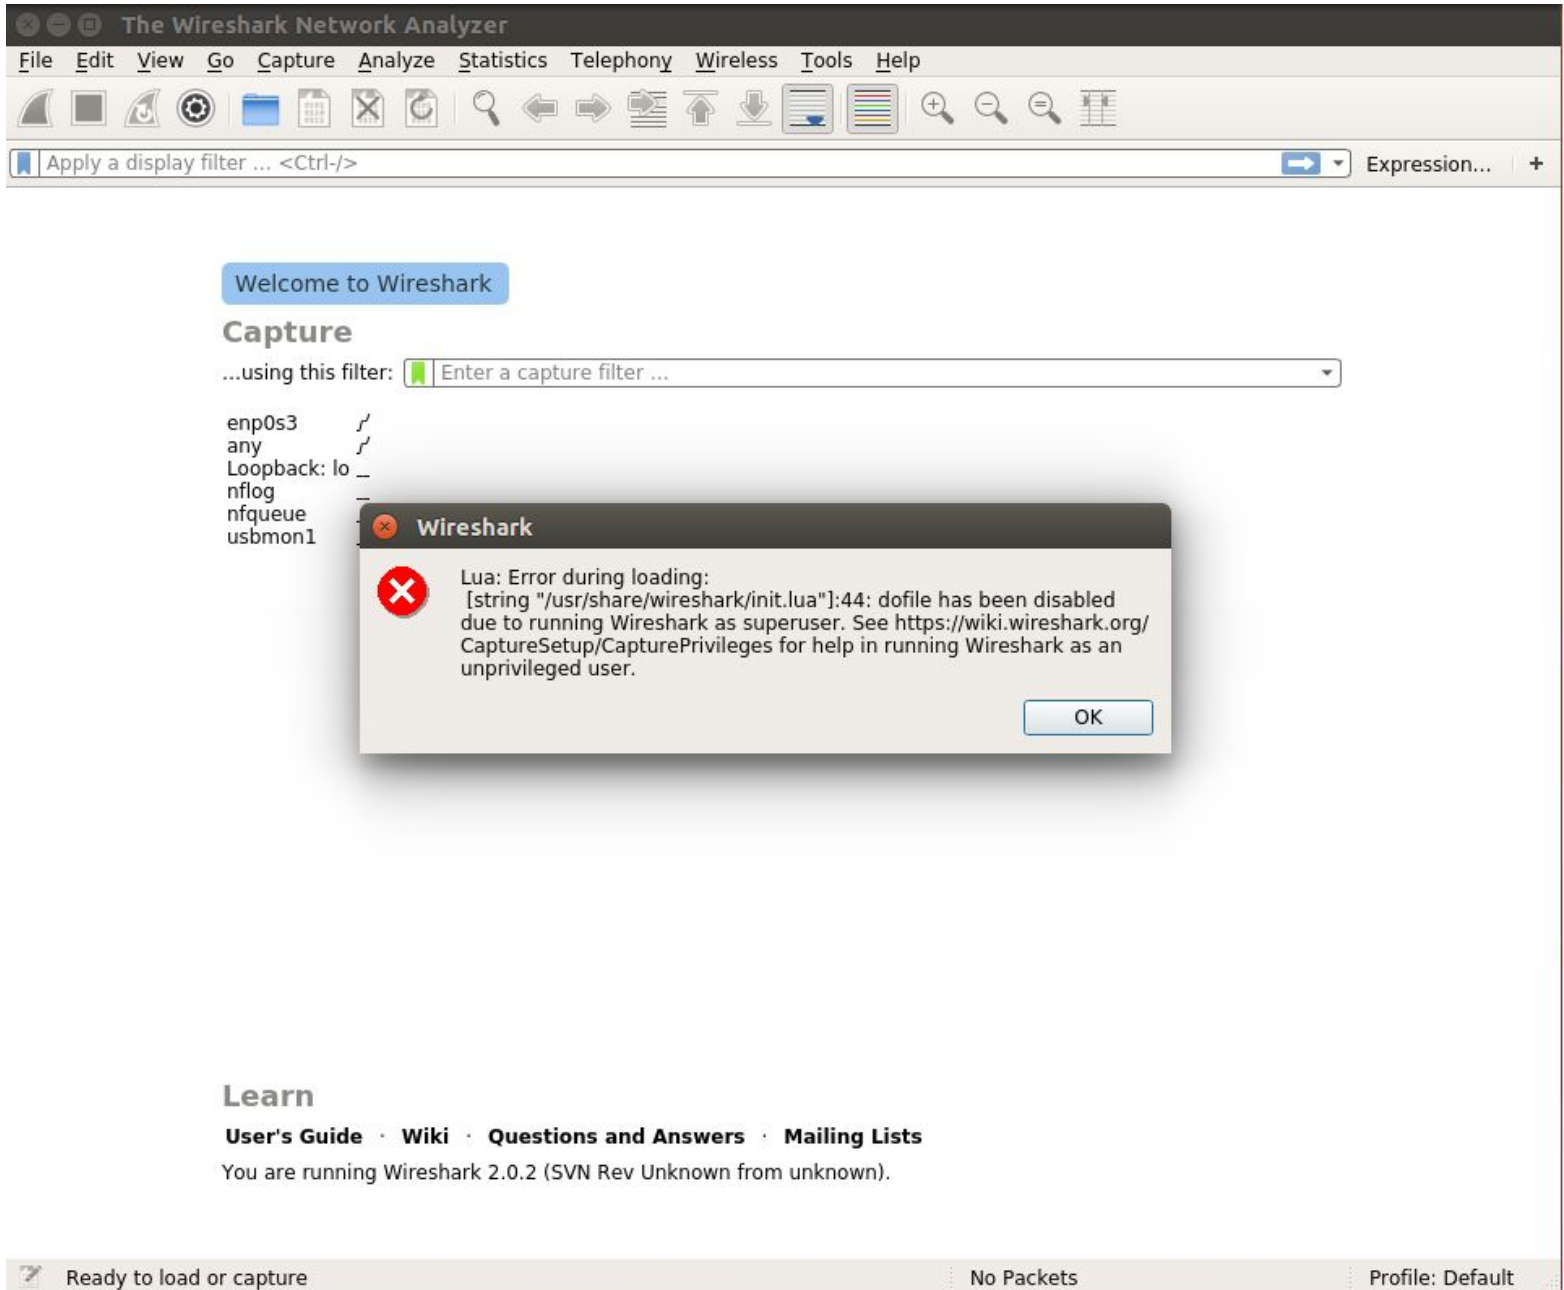 The Wireshark Network Analyzer
File Edit View Go Capture Analyze Statistics Telephony Wireless Tools Help
Apply a display filter ... <Ctrl-/>
Expression... +
Welcome to Wireshark
Capture
...using this filter: Enter a capture filter ...
enp0s3
any
Loopback: lo
nflog
nfqueue
usbmon1
Wireshark
Lua: Error during loading:
[string "/usr/share/wireshark/init.lua"]:44: dofile has been disabled
due to running Wireshark as superuser. See https://wiki.wireshark.org/
CaptureSetup/CapturePrivileges for help in running Wireshark as an
unprivileged user.
OK
Learn
User's Guide · Wiki · Questions and Answers · Mailing Lists
You are running Wireshark 2.0.2 (SVN Rev Unknown from unknown).
Ready to load or capture
No Packets
Profile: Default